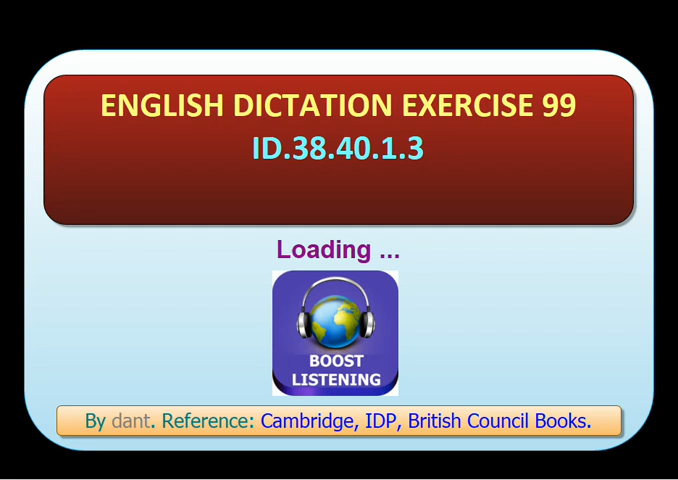 ENGLISH DICTATION EXERCISE 99
ID.38.40.1.3
Loading ...
BOOST
LISTENING
By dant. Reference: Cambridge, IDP, British Council Books.